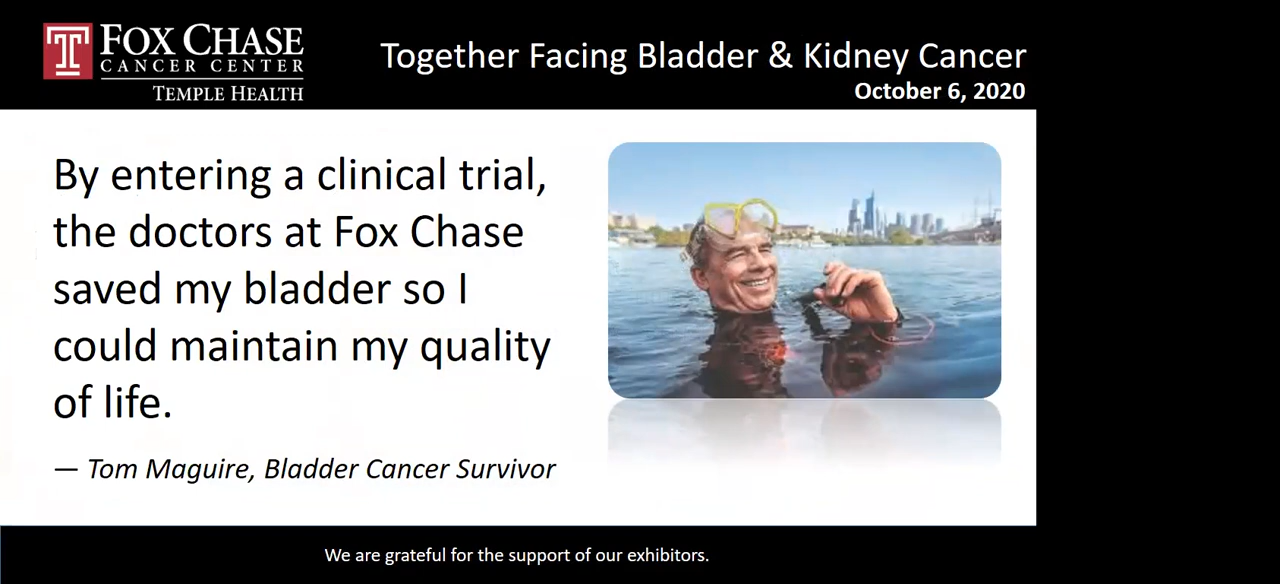 FOX CHASE
CANCER CENTER
TEMPLE HEALTH
Together Facing Bladder & Kidney Cancer
October 6, 2020
By entering a clinical trial,
the doctors at Fox Chase
saved my bladder so I
could maintain my quality
of life.
— Tom Maguire, Bladder Cancer Survivor
We are grateful for the support of our exhibitors.